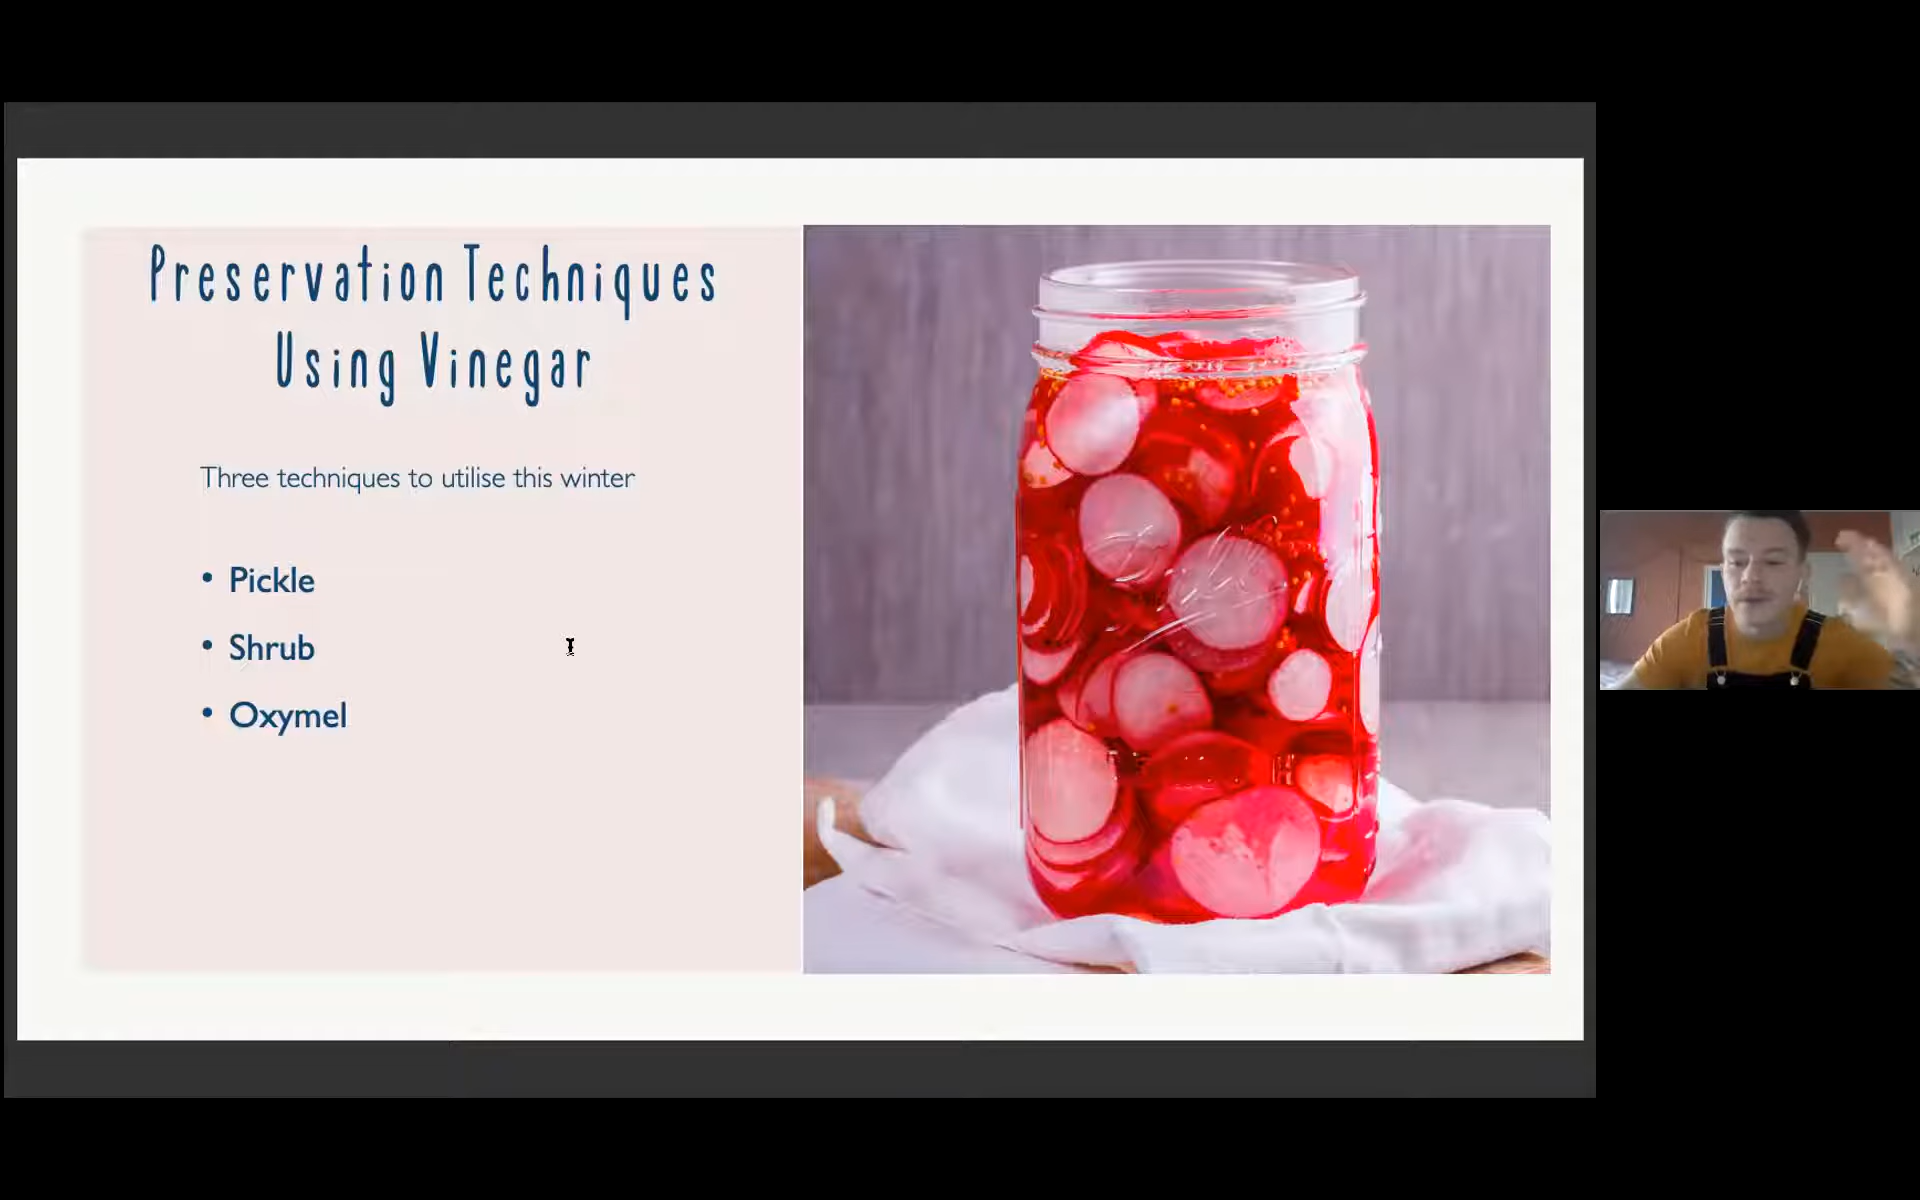 Preservation Techniques
Using Vinegar
Three techniques to utilise this winter
• Pickle
• Shrub
• Oxymel